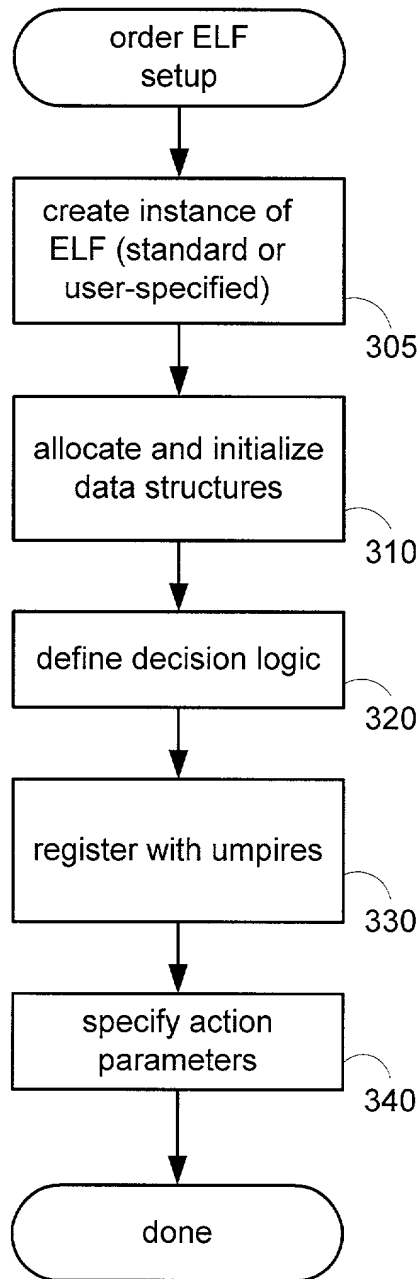 order ELF
setup
create instance of
ELF (standard or
user-specified)
305
allocate and initialize
data structures
310
define decision logic
320
register with umpires
330
specify action
parameters
340
done